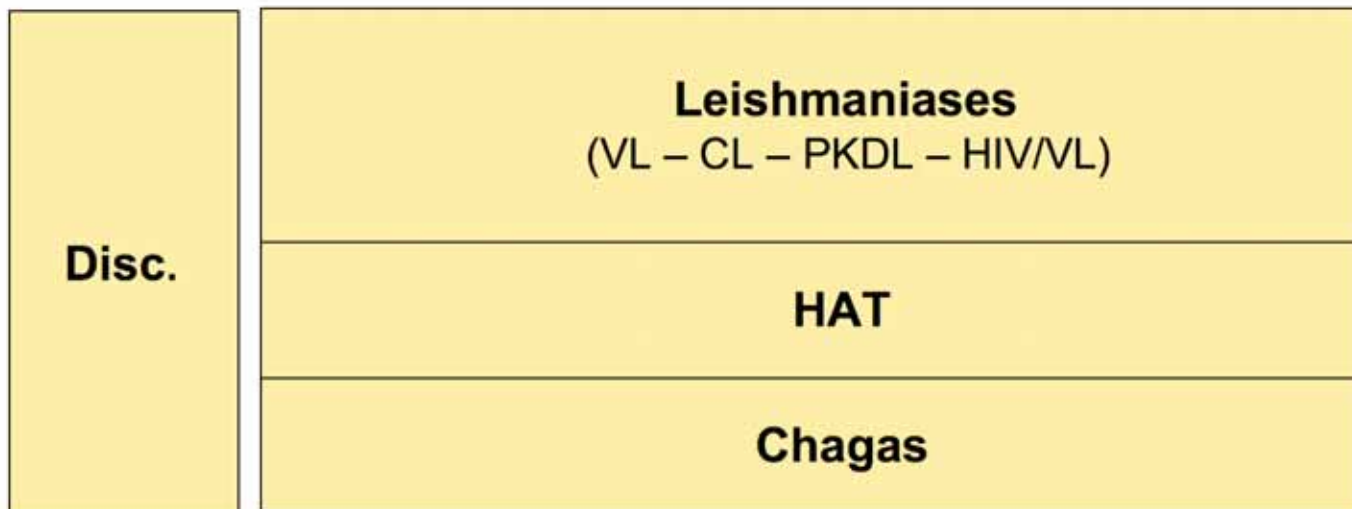 Disc.
Leishmaniases
(VL – CL – PKDL – HIV/VL)
HAT
Chagas